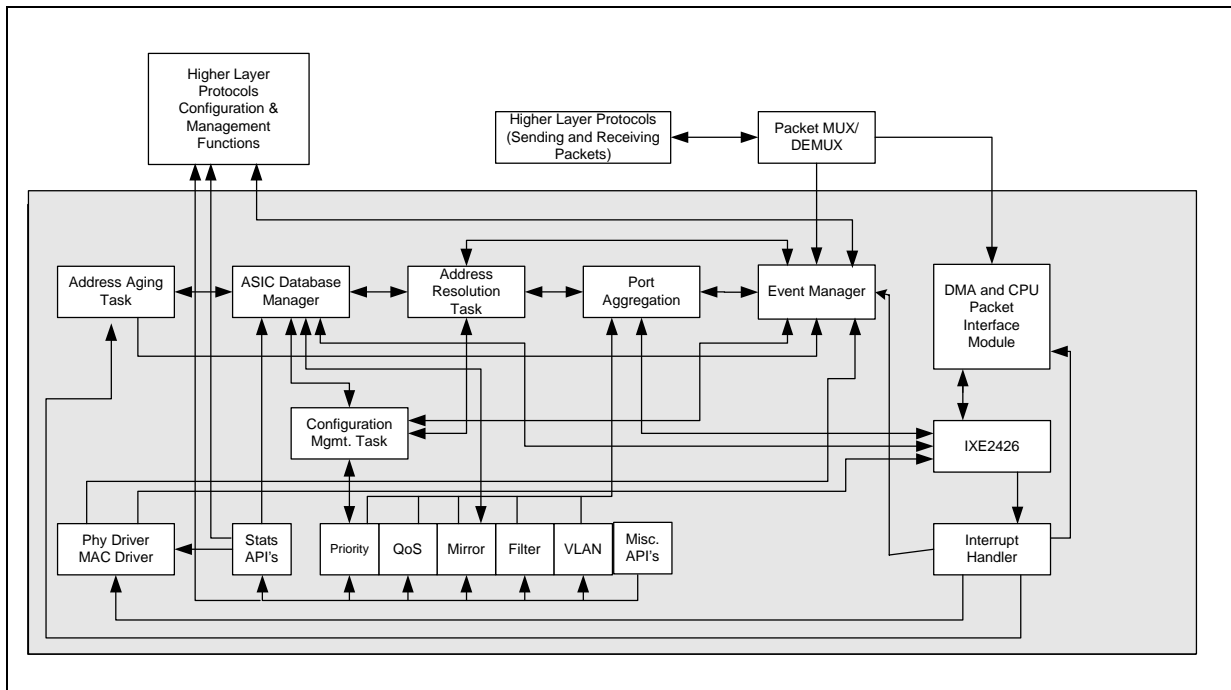 Higher Layer
Protocols
Configuration &
Management
Functions
Higher Layer Protocols
(Sending and Receiving
Packets)
Packet MUX/
DEMUX
Address Aging
Task
ASIC Database
Manager
Address
Resolution
Task
Port
Aggregation
Event Manager
DMA and CPU
Packet
Interface
Module
Configuration
Mgmt. Task
IXE2426
Phy Driver
MAC Driver
Stats
API's
Priority
QoS
Mirror
Filter
VLAN
Misc.
API's
Interrupt
Handler